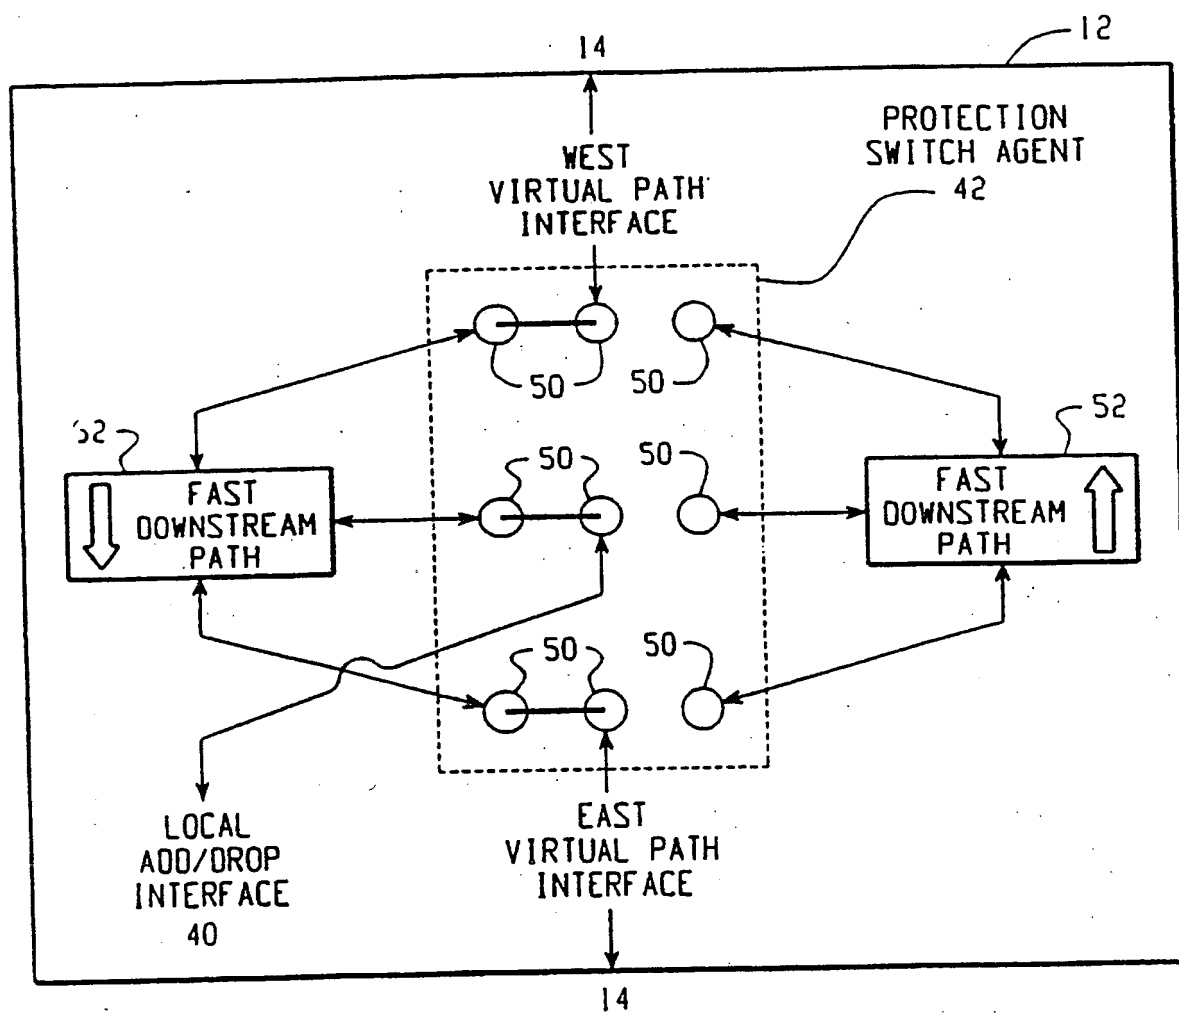 12
14
PROTECTION
SWITCH AGENT
42
WEST
VIRTUAL PATH
INTERFACE
50
50
52
52
50
50
FAST
DOWNSTREAM
PATH
FAST
DOWNSTREAM
PATH
50
50
LOCAL
ADD/DROP
INTERFACE
40
EAST
VIRTUAL PATH
INTERFACE
14